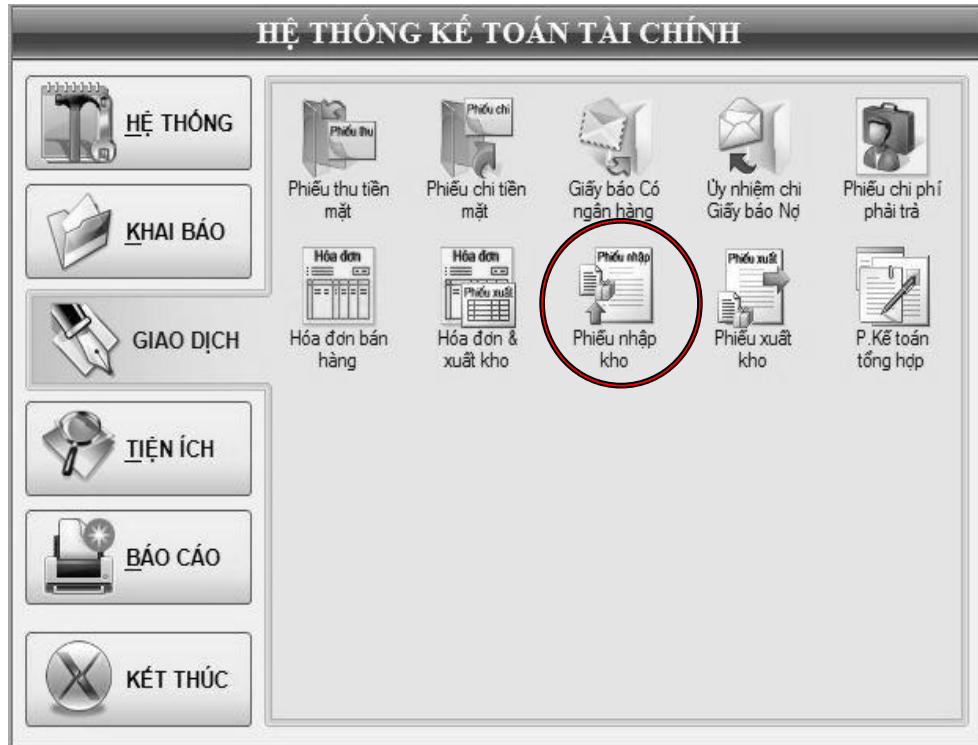 HỆ THỐNG KẾ TOÁN TÀI CHÍNH
HỆ THỐNG
KHAI BÁO
GIAO DỊCH
TIỆN ÍCH
BÁO CÁO
KẾT THÚC
Phiếu thu
Phiếu chi
Phiếu thu tiền
mặt
Phiếu chi tiền
mặt
Giấy báo Có
ngân hàng
Ủy nhiệm chi
Giấy báo Nợ
Phiếu chi phí
phải trả
Hóa đơn
Hóa đơn
Phiếu xuất
Phiếu nhập
Phiếu xuất
Hóa đơn bán
hàng
Hóa đơn &
xuất kho
Phiếu nhập
kho
Phiếu xuất
kho
P.Kế toán
tổng hợp